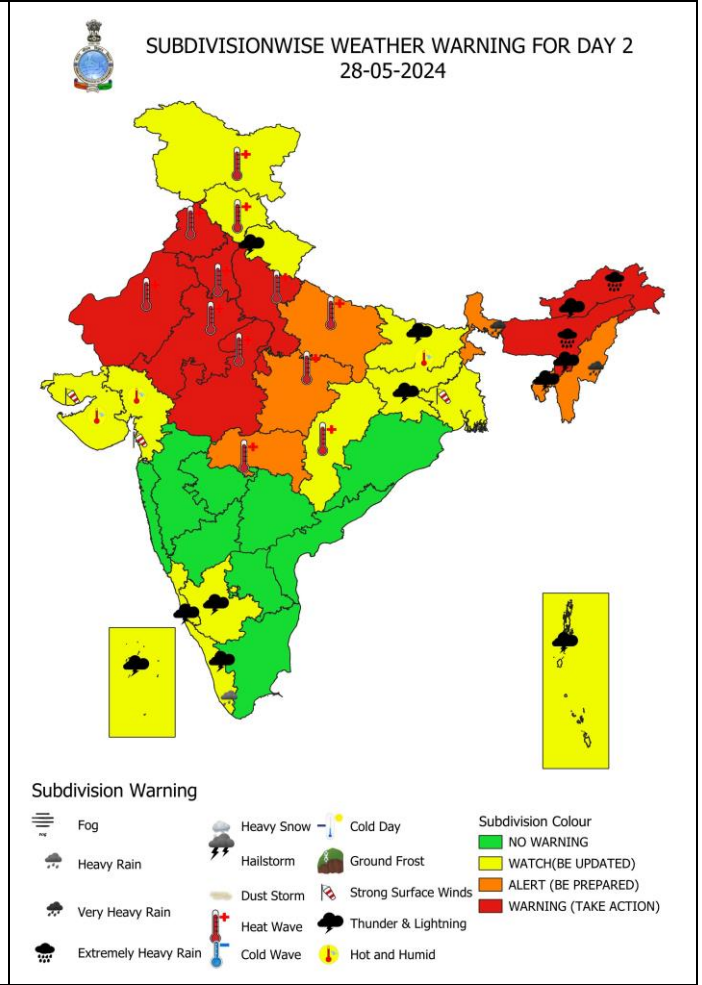 SUBDIVISIONWISE WEATHER WARNING FOR DAY 2
28-05-2024
Subdivision Warning
FOG
Fog
Heavy Rain
Very Heavy Rain
Extremely Heavy Rain
Heavy Snow
Hailstorm
Dust Storm
Heat Wave
Cold Wave
Cold Day
Ground Frost
Strong Surface Winds
Thunder & Lightning
Hot and Humid
Subdivision Colour
NO WARNING
WATCH(BE UPDATED)
ALERT (BE PREPARED)
WARNING (TAKE ACTION)